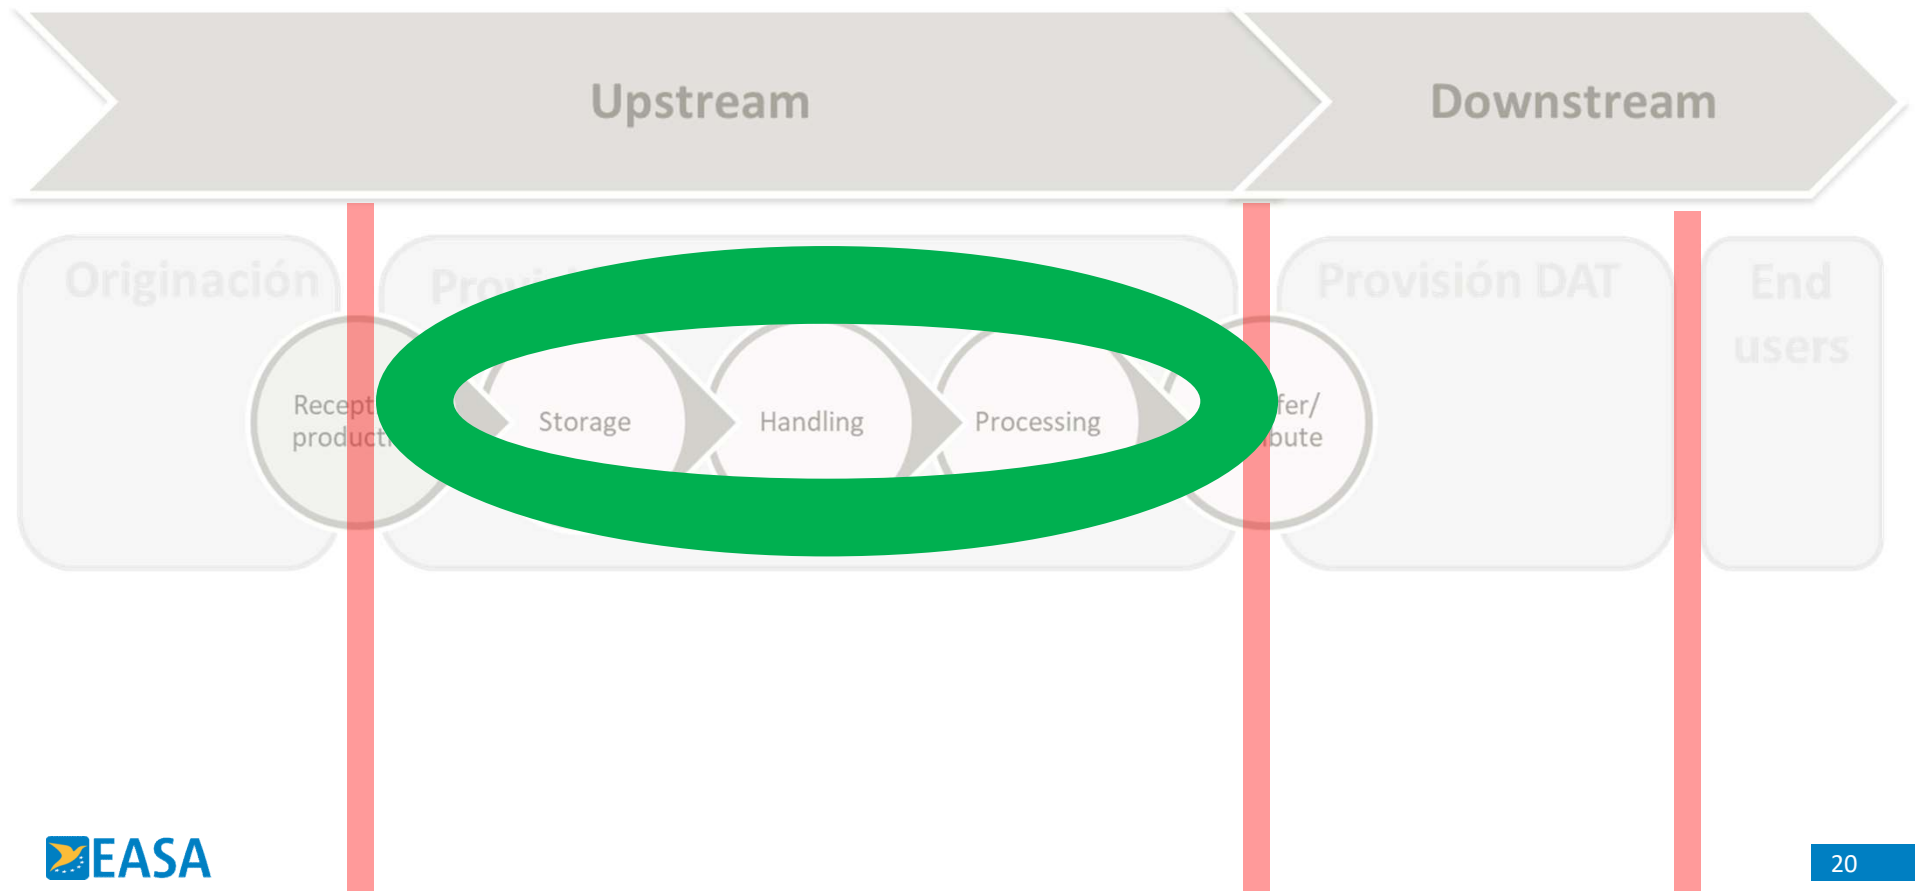 Upstream
Downstream
Originación
Provisión DAT
End
users
Storage
Handling
Processing
EASA
20